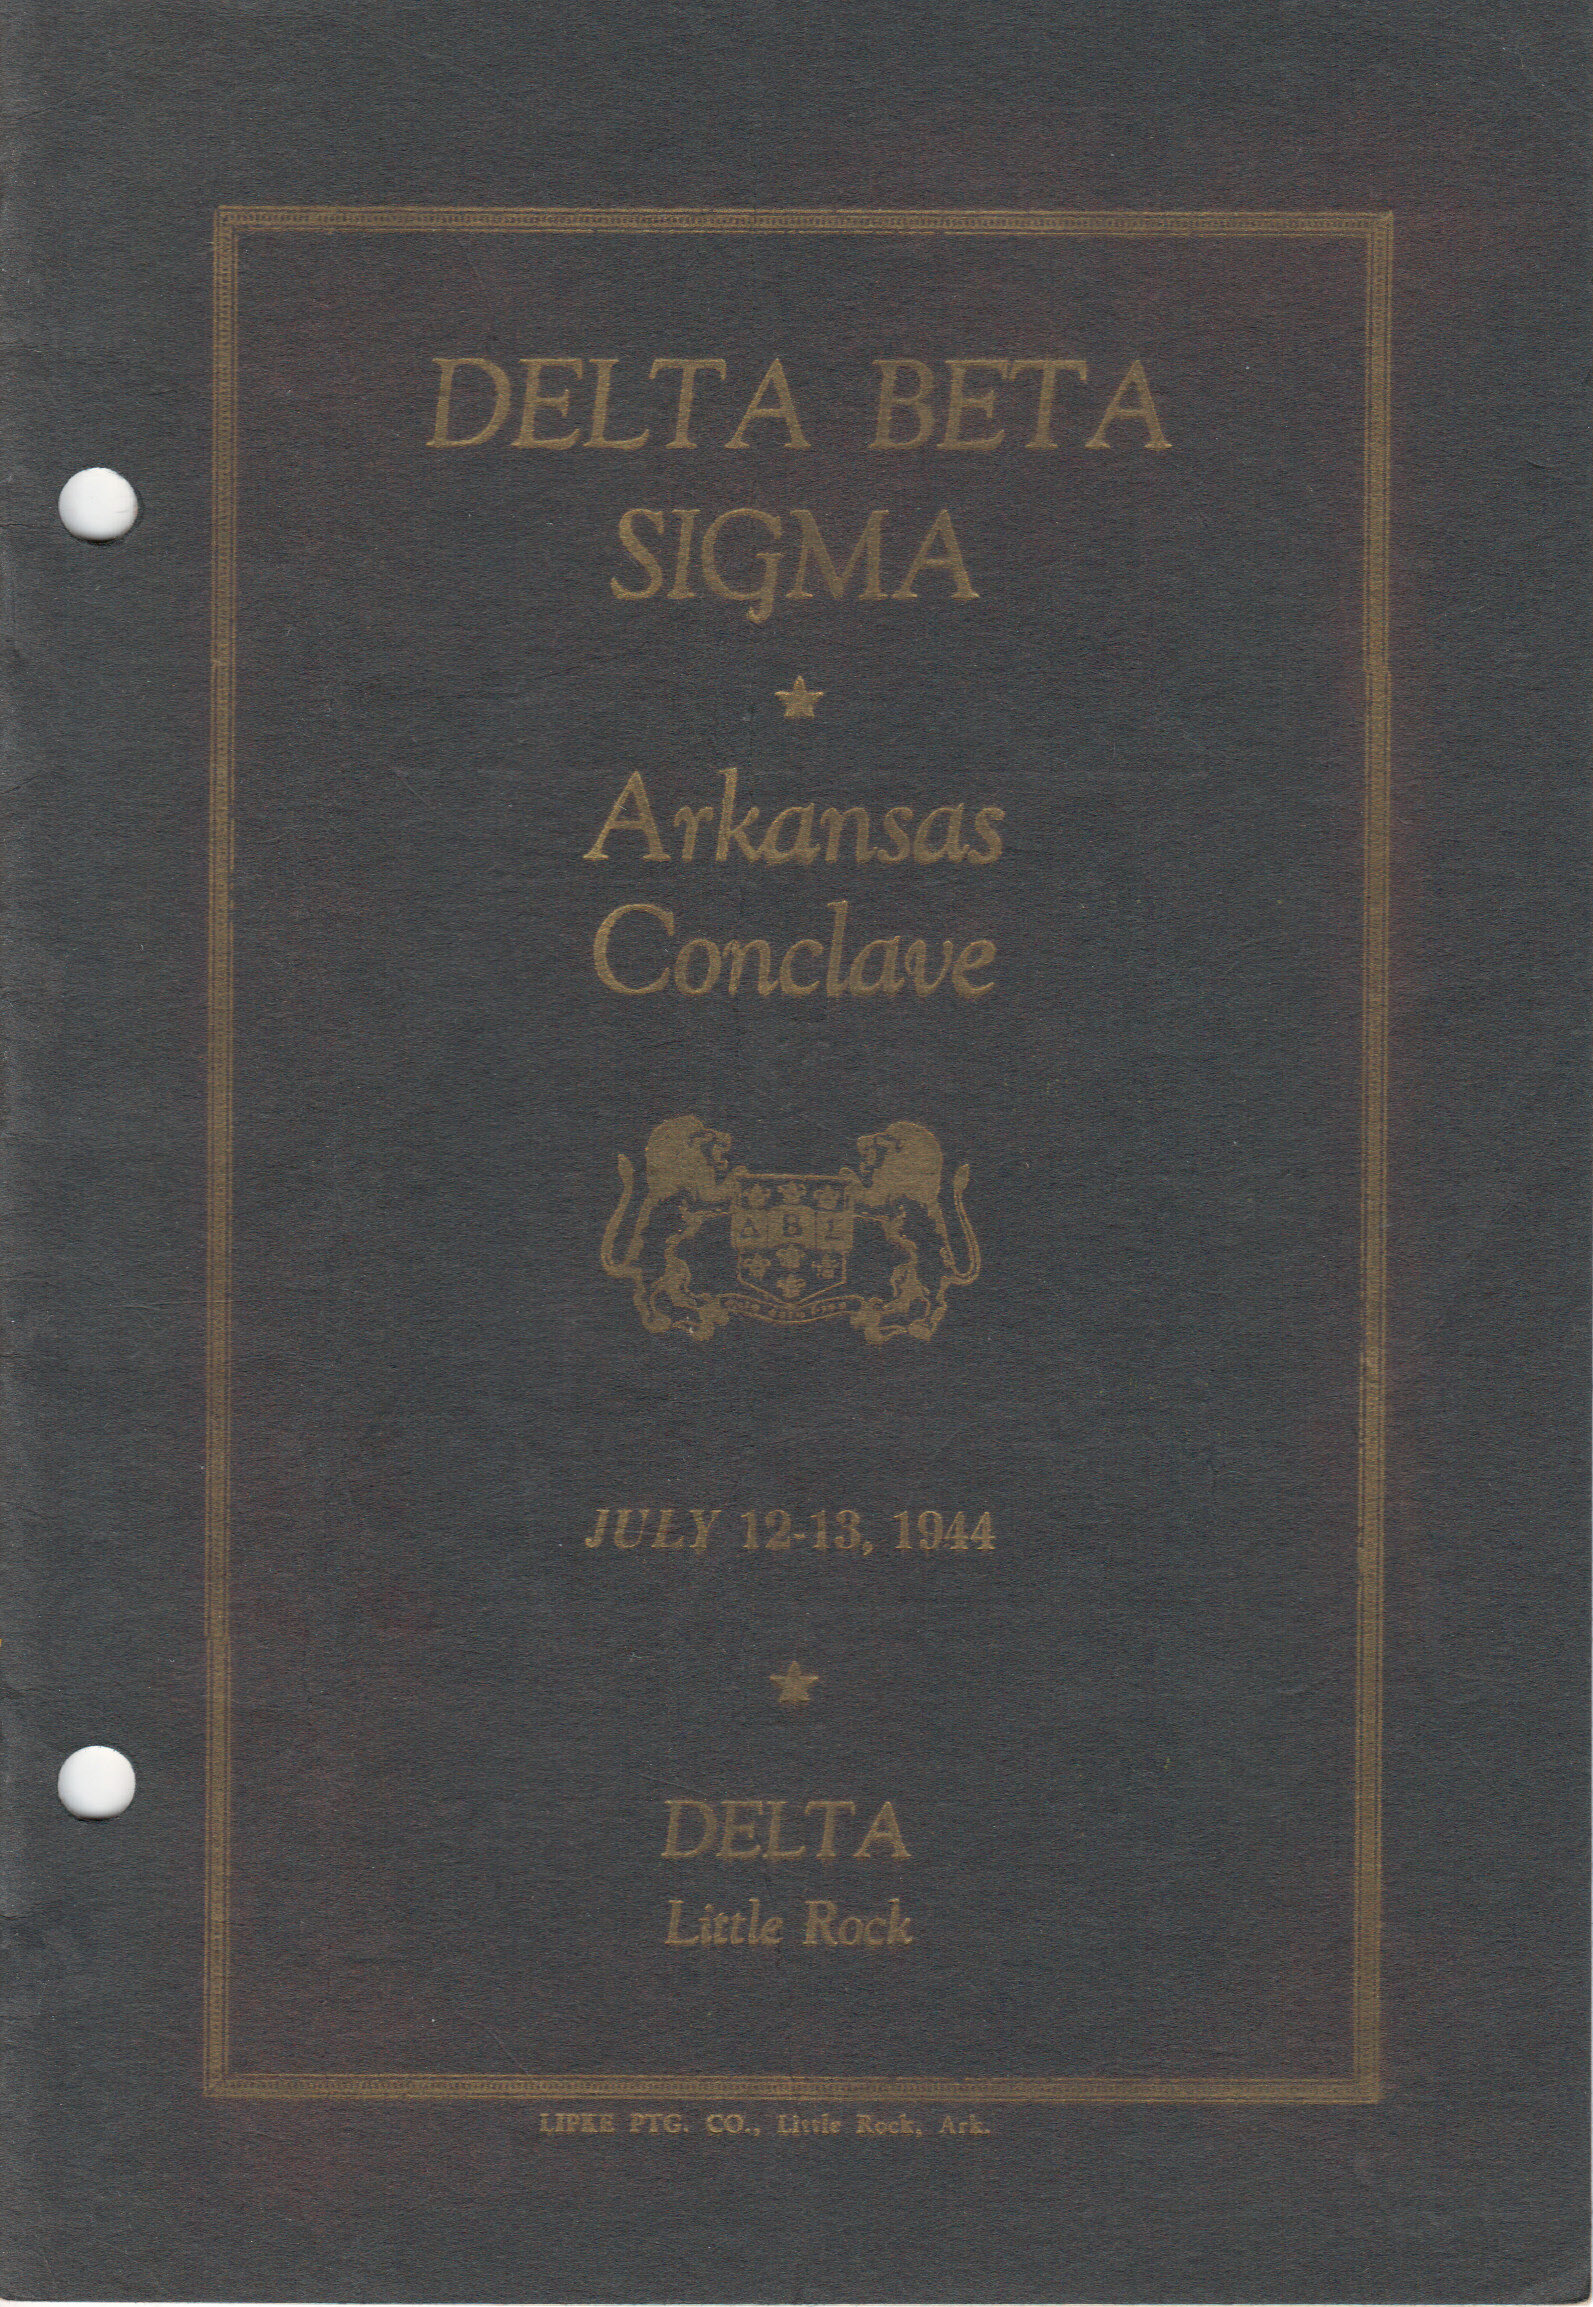 DELTA BETA
SIGMA
Arkansas
Conclave
Δ B Σ
JULY 12-13, 1944
DELTA
Little Rock
LIPKE PTG. CO., Little Rock, Ark.